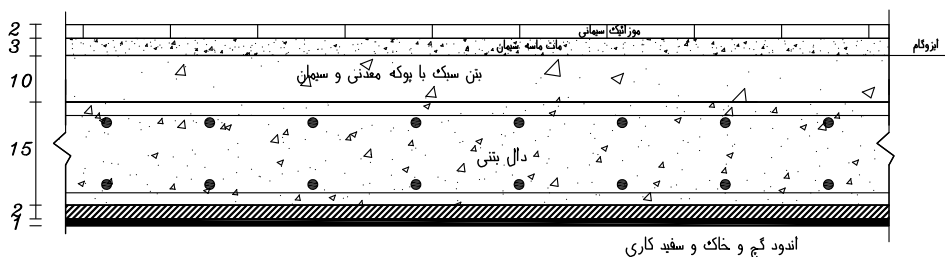 2
موزائیک سیمانی
3
ملات ماسه سیمان
ایزوگام
10
بتن سبک با پوکه معدنی و سیمان
15
دال بتنی
2
1
اندود گچ و خاک و سفید کاری